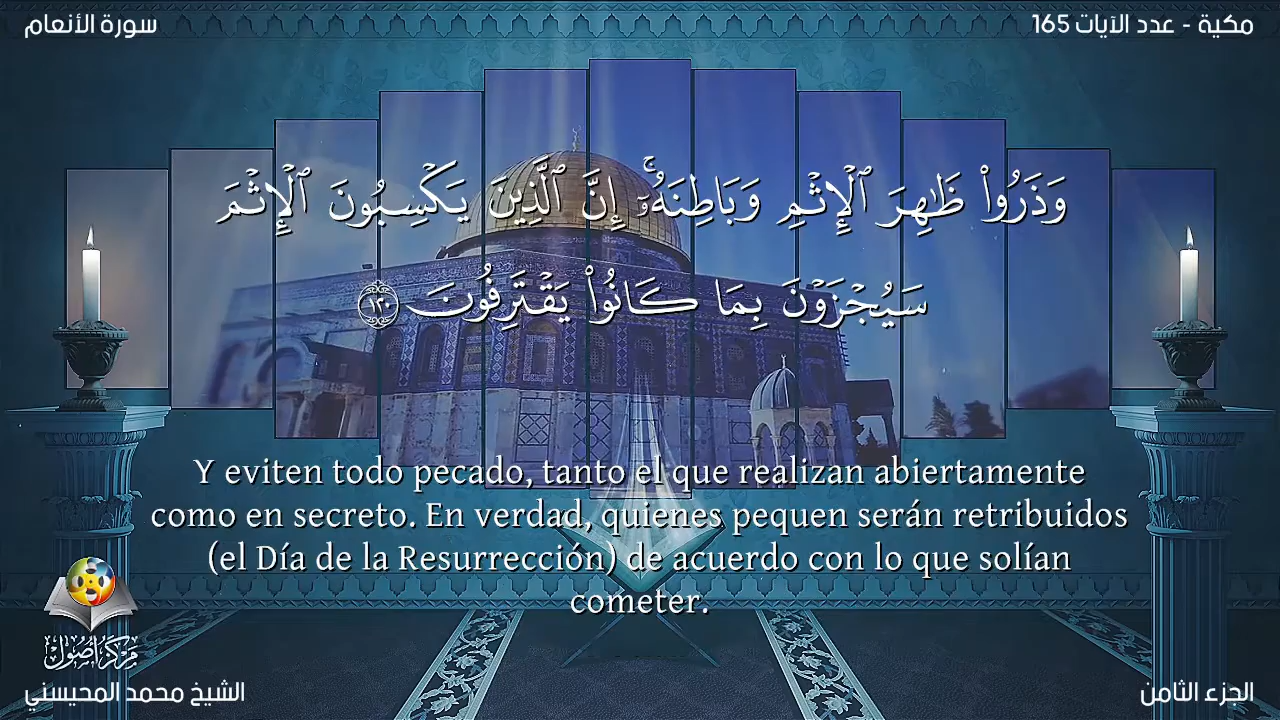 سورة الأنعام
مكية - عدد الآيات 165
وَذَرُوا۟ ظَـٰهِرَ ٱلْإِثْمِ وَبَاطِنَهُۥٓ ۚ إِنَّ ٱلَّذِينَ يَكْسِبُونَ ٱلْإِثْمَ
سَيُجْزَوْنَ بِمَا كَانُوا۟ يَقْتَرِفُونَ ١٢٠
Y eviten todo pecado, tanto el que realizan abiertamente
como en secreto. En verdad, quienes pequen serán retribuidos
(el Día de la Resurrección) de acuerdo con lo que solían
cometer.
مركز أصول
الشيخ محمد المحيسني
الجزء الثامن